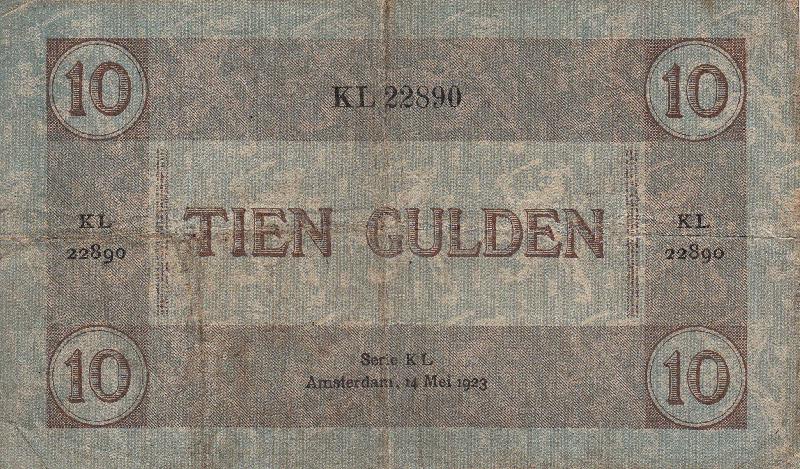 10 10
KL 22890
KL KL
22890 22890
TIEN GULDEN
Serie KL
Amsterdam, 14 Mei 1923
10 10